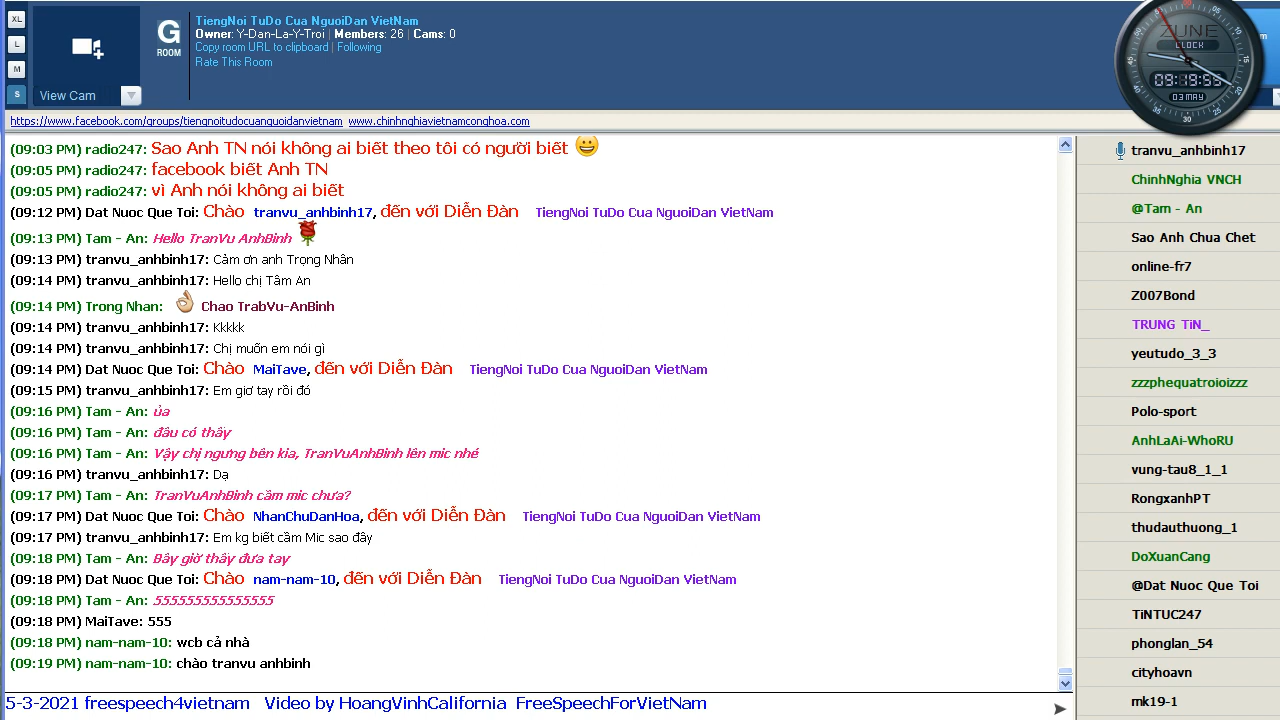 XL
L
M
S
View Cam
G
ROOM
TiengNoi TuDo Cua NguoiDan VietNam
Owner: Y-Dan-La-Y-Troi | Members: 26 | Cams: 0
Copy room URL to clipboard | Following
Rate This Room
ZUNE
CLOCK
09:19:55
03 MAY
https://www.facebook.com/groups/tiengnoitudocuanguoidanvietnam www.chinhnghiavietnamconghoa.com
(09:03 PM) radio247: Sao Anh TN nói không ai biết theo tôi có người biết 😀
(09:05 PM) radio247: facebook biết Anh TN
(09:05 PM) radio247: vì Anh nói không ai biết
(09:12 PM) Dat Nuoc Que Toi: Chào tranvu_anhbinh17, đến với Diễn Đàn TiengNoi TuDo Cua NguoiDan VietNam
(09:13 PM) Tam - An: Hello TranVu AnhBinh 🌹
(09:13 PM) tranvu_anhbinh17: Cảm ơn anh Trọng Nhân
(09:14 PM) tranvu_anhbinh17: Hello chị Tâm An
(09:14 PM) Trong Nhan: 👌 Chao TrabVu-AnBinh
(09:14 PM) tranvu_anhbinh17: Kkkkk
(09:14 PM) tranvu_anhbinh17: Chị muốn em nói gì
(09:14 PM) Dat Nuoc Que Toi: Chào MaiTave, đến với Diễn Đàn TiengNoi TuDo Cua NguoiDan VietNam
(09:15 PM) tranvu_anhbinh17: Em giơ tay rồi đó
(09:16 PM) Tam - An: ủa
(09:16 PM) Tam - An: đâu có thấy
(09:16 PM) Tam - An: Vậy chị ngưng bên kia, TranVuAnhBinh lên mic nhé
(09:16 PM) tranvu_anhbinh17: Dạ
(09:17 PM) Tam - An: TranVuAnhBinh cầm mic chưa?
(09:17 PM) Dat Nuoc Que Toi: Chào NhanChuDanHoa, đến với Diễn Đàn TiengNoi TuDo Cua NguoiDan VietNam
(09:17 PM) tranvu_anhbinh17: Em kg biết cầm Mic sao đây
(09:18 PM) Tam - An: Bây giờ thấy đưa tay
(09:18 PM) Dat Nuoc Que Toi: Chào nam-nam-10, đến với Diễn Đàn TiengNoi TuDo Cua NguoiDan VietNam
(09:18 PM) Tam - An: 555555555555555
(09:18 PM) MaiTave: 555
(09:18 PM) nam-nam-10: wcb cả nhà
(09:19 PM) nam-nam-10: chào tranvu anhbinh
tranvu_anhbinh17
ChinhNghia VNCH
@Tam - An
Sao Anh Chua Chet
online-fr7
Z007Bond
TRUNG TiN_
yeutudo_3_3
zzzphequatroioizzz
Polo-sport
AnhLaAi-WhoRU
vung-tau8_1_1
RongxanhPT
thudauthuong_1
DoXuanCang
@Dat Nuoc Que Toi
TiNTUC247
phonglan_54
cityhoavn
mk19-1
5-3-2021 freespeech4vietnam Video by HoangVinhCalifornia FreeSpeechForVietNam